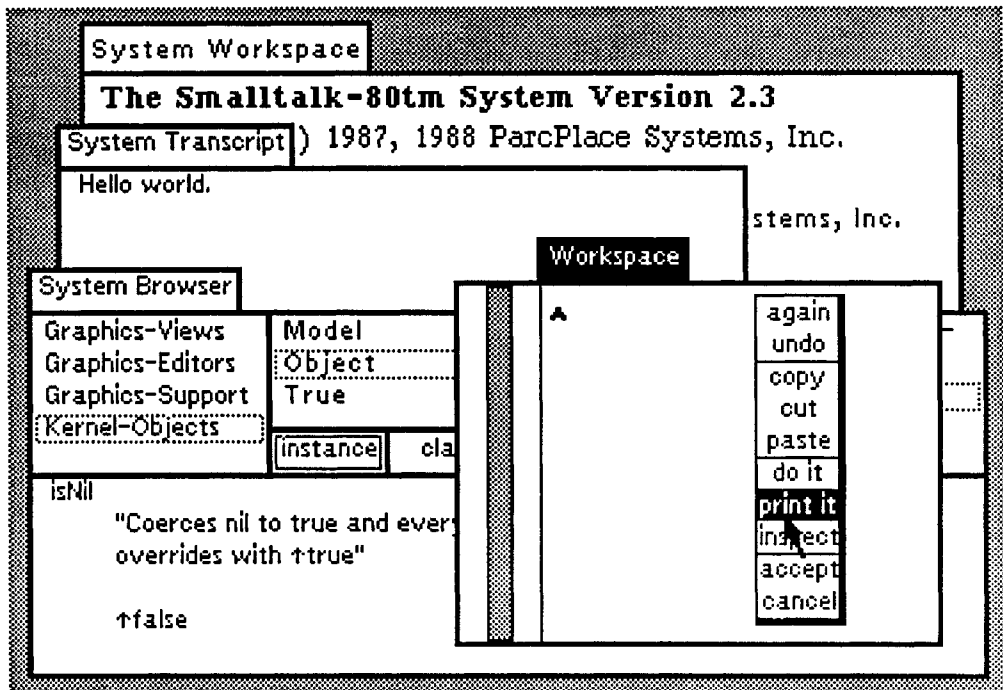 System Workspace
The Smalltalk-80tm System Version 2.3
System Transcript
) 1987, 1988 ParcPlace Systems, Inc.
Hello world.
stems, Inc.
System Browser
Graphics-Views
Graphics-Editors
Graphics-Support
Kernel-Objects
Model
Object
True
instance cla
isNil
"Coerces nil to true and every
overrides with ↑true"
↑false
Workspace
again
undo
copy
cut
paste
do it
print it
inspect
accept
cancel